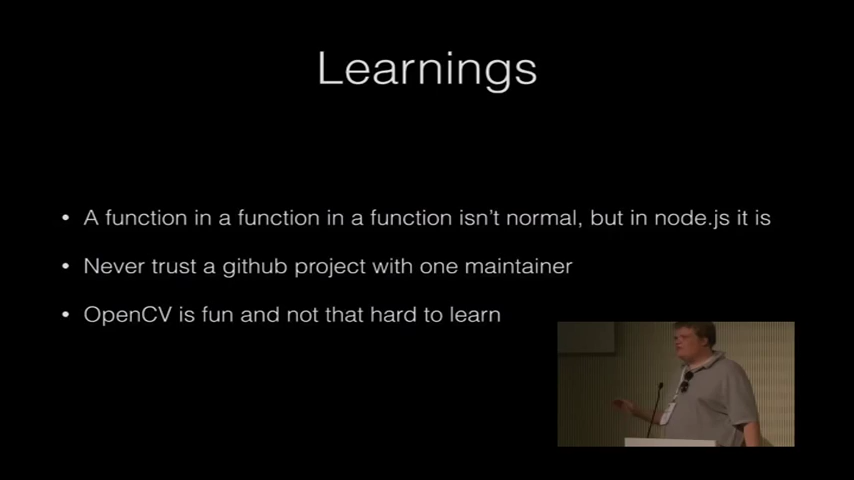 Learnings
• A function in a function in a function isn't normal, but in node.js it is
• Never trust a github project with one maintainer
• OpenCV is fun and not that hard to learn